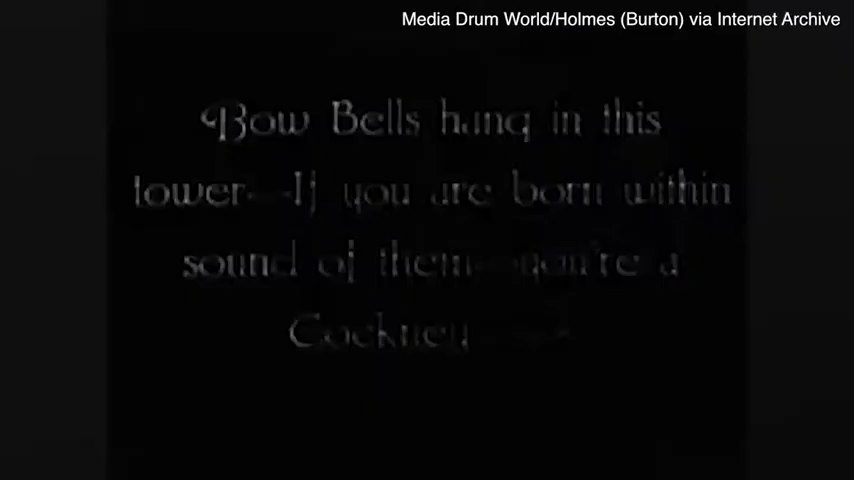 Media Drum World/Holmes (Burton) via Internet Archive
Bow Bells hang in this
tower—If you are born within
sound of them—you're a
Cockney